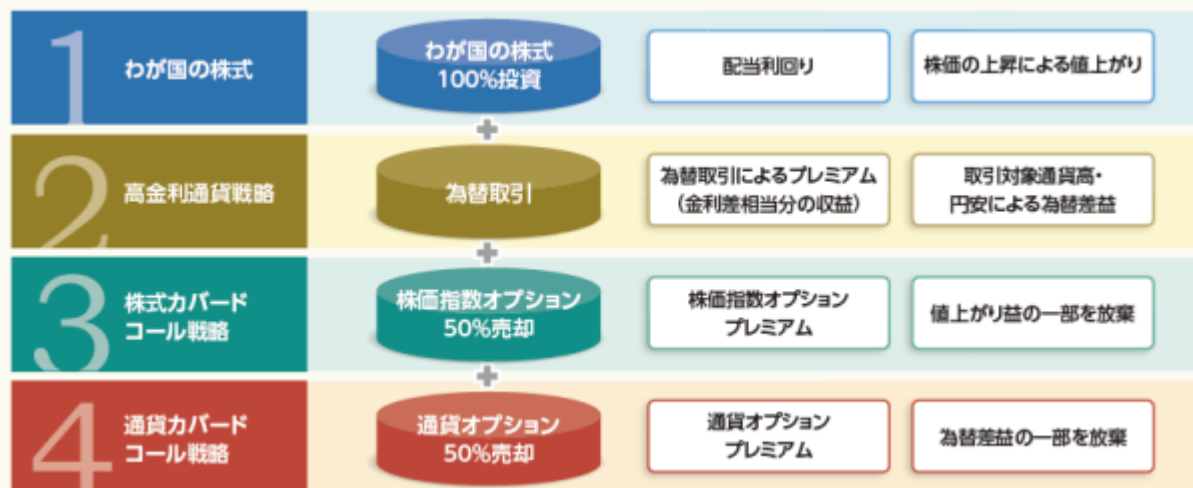 1
わが国の株式
わが国の株式
100%投資
配当利回り
株価の上昇による値上がり
2
高金利通貨戦略
為替取引
為替取引によるプレミアム
(金利差相当分の収益)
取引対象通貨高・
円安による為替差益
3
株式カバード
コール戦略
株価指数オプション
50%売却
株価指数オプション
プレミアム
値上がり益の一部を放棄
4
通貨カバード
コール戦略
通貨オプション
50%売却
通貨オプション
プレミアム
為替差益の一部を放棄